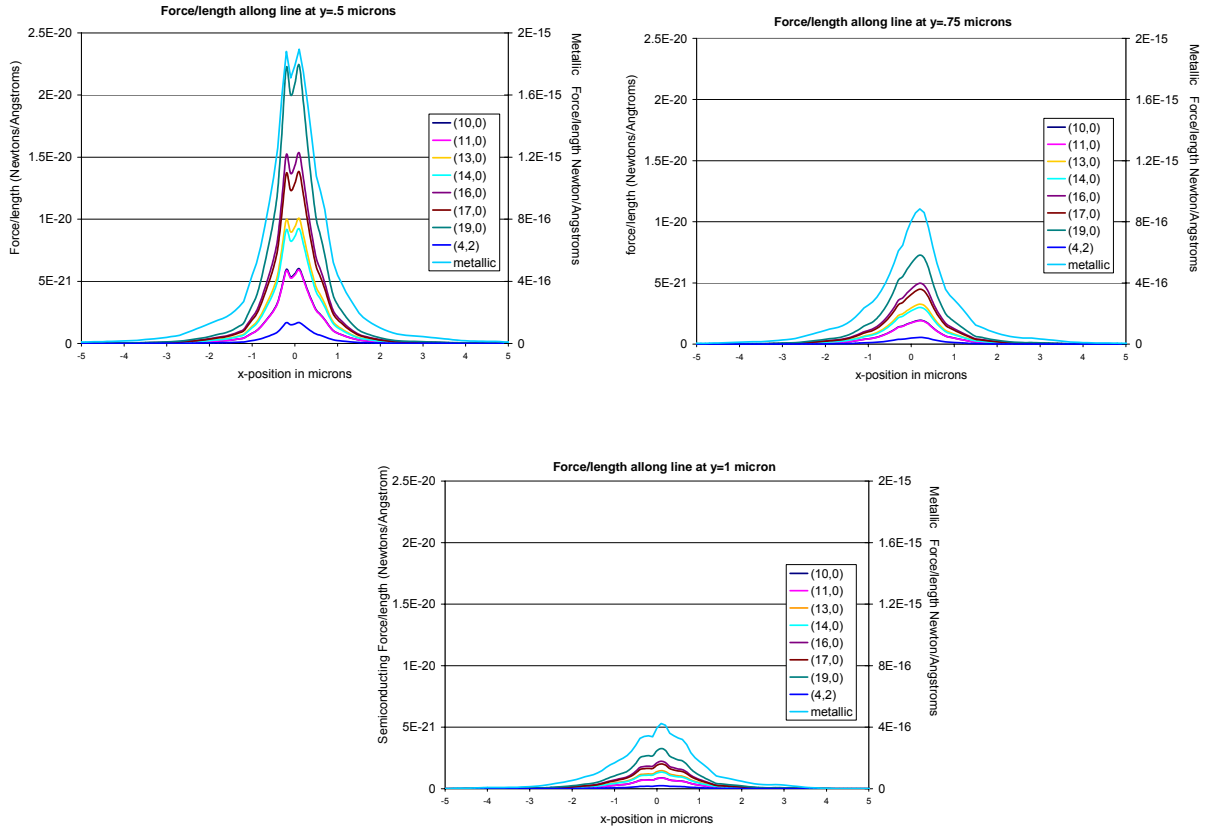 Force/length allong line at y=.5 microns
Force/length (Newtons/Angstroms)
2.5E-20
2E-20
1.5E-20
1E-20
5E-21
0
2E-15
1.6E-15
1.2E-15
8E-16
4E-16
0
Metallic Force/length Newton/Angstroms
(10,0)
(11,0)
(13,0)
(14,0)
(16,0)
(17,0)
(19,0)
(4,2)
metallic
-5 -4 -3 -2 -1 0 1 2 3 4 5
x-position in microns
Force/length allong line at y=.75 microns
force/length (Newtons/Angtroms)
2.5E-20
2E-20
1.5E-20
1E-20
5E-21
0
2E-15
1.6E-15
1.2E-15
8E-16
4E-16
0
Metallic Force/length Newton/Angstroms
(10,0)
(11,0)
(13,0)
(14,0)
(16,0)
(17,0)
(19,0)
(4,2)
metallic
-5 -4 -3 -2 -1 0 1 2 3 4 5
x-position in microns
Force/length allong line at y=1 micron
Semiconducting Force/length (Newtons/Angstrom)
2.5E-20
2E-20
1.5E-20
1E-20
5E-21
0
2E-15
1.6E-15
1.2E-15
8E-16
4E-16
0
Metallic Force/length Newton/Angstroms
(10,0)
(11,0)
(13,0)
(14,0)
(16,0)
(17,0)
(19,0)
(4,2)
metallic
-5 -4 -3 -2 -1 0 1 2 3 4 5
x-position in microns